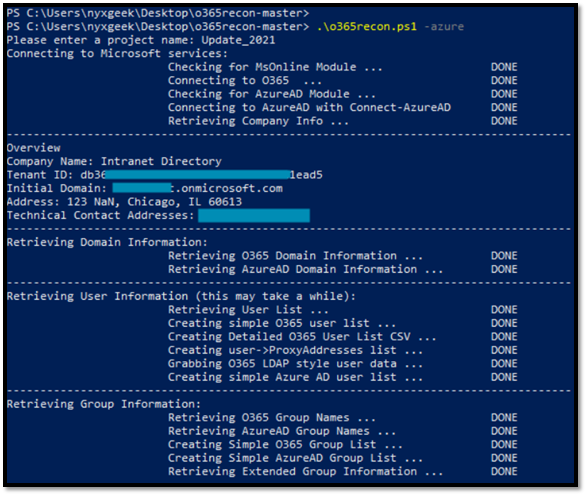 PS C:\Users\nyxgeek\Desktop\o365recon-master>
PS C:\Users\nyxgeek\Desktop\o365recon-master> .\o365recon.ps1 -azure
Please enter a project name: Update_2021
Connecting to Microsoft services:
Checking for MsOnline Module ... DONE
Connecting to O365 ... DONE
Checking for AzureAD Module ... DONE
Connecting to AzureAD with Connect-AzureAD DONE
Retrieving Company Info ... DONE
Overview
Company Name: Intranet Directory
Tenant ID: db36 lead5
Initial Domain: .onmicrosoft.com
Address: 123 NaN, Chicago, IL 60613
Technical Contact Addresses:
Retrieving Domain Information:
Retrieving O365 Domain Information ... DONE
Retrieving AzureAD Domain Information ... DONE
Retrieving User Information (this may take a while):
Retrieving User List ... DONE
Creating simple O365 user list ... DONE
Creating Detailed O365 User List CSV ... DONE
Creating user->ProxyAddresses list ... DONE
Grabbing O365 LDAP style user data ... DONE
Creating simple Azure AD user list ... DONE
Retrieving Group Information:
Retrieving O365 Group Names ... DONE
Retrieving AzureAD Group Names ... DONE
Creating Simple O365 Group List ... DONE
Creating Simple AzureAD Group List ... DONE
Retrieving Extended Group Information ... DONE